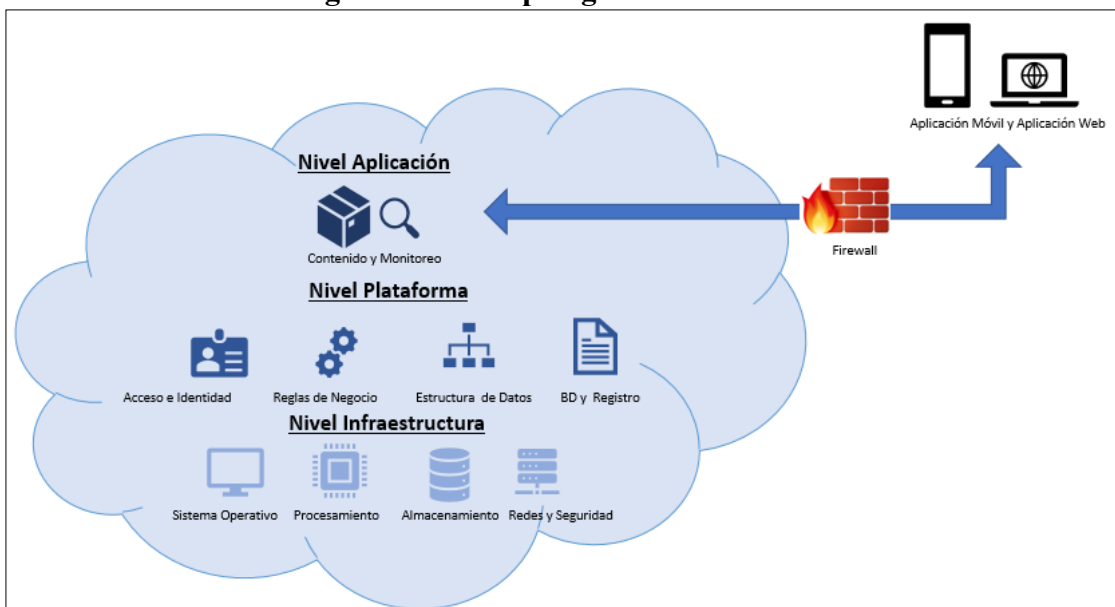 Aplicación Móvil y Aplicación Web
Nivel Aplicación
Contenido y Monitoreo
Firewall
Nivel Plataforma
Acceso e Identidad
Reglas de Negocio
Estructura de Datos
BD y Registro
Nivel Infraestructura
Sistema Operativo
Procesamiento
Almacenamiento
Redes y Seguridad